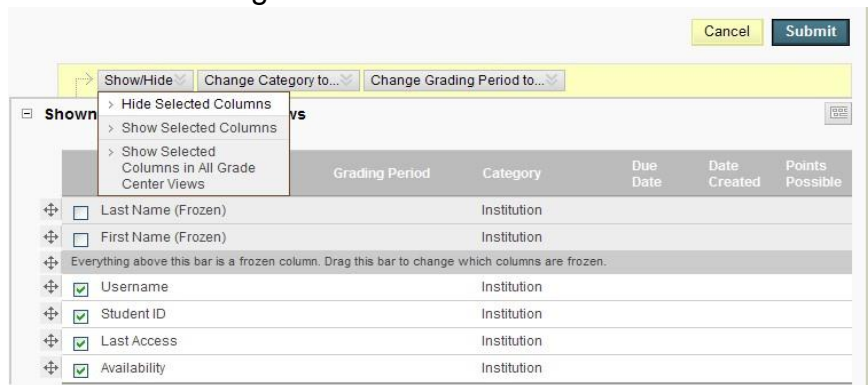 g
Cancel Submit
Show/Hide Change Category to... Change Grading Period to...
Hide Selected Columns
Shown vs
Show Selected Columns
Show Selected
Columns in All Grade
Center Views
Grading Period Category Due Date Date Created Points Possible
Last Name (Frozen) Institution
First Name (Frozen) Institution
Everything above this bar is a frozen column. Drag this bar to change which columns are frozen.
Username Institution
Student ID Institution
Last Access Institution
Availability Institution